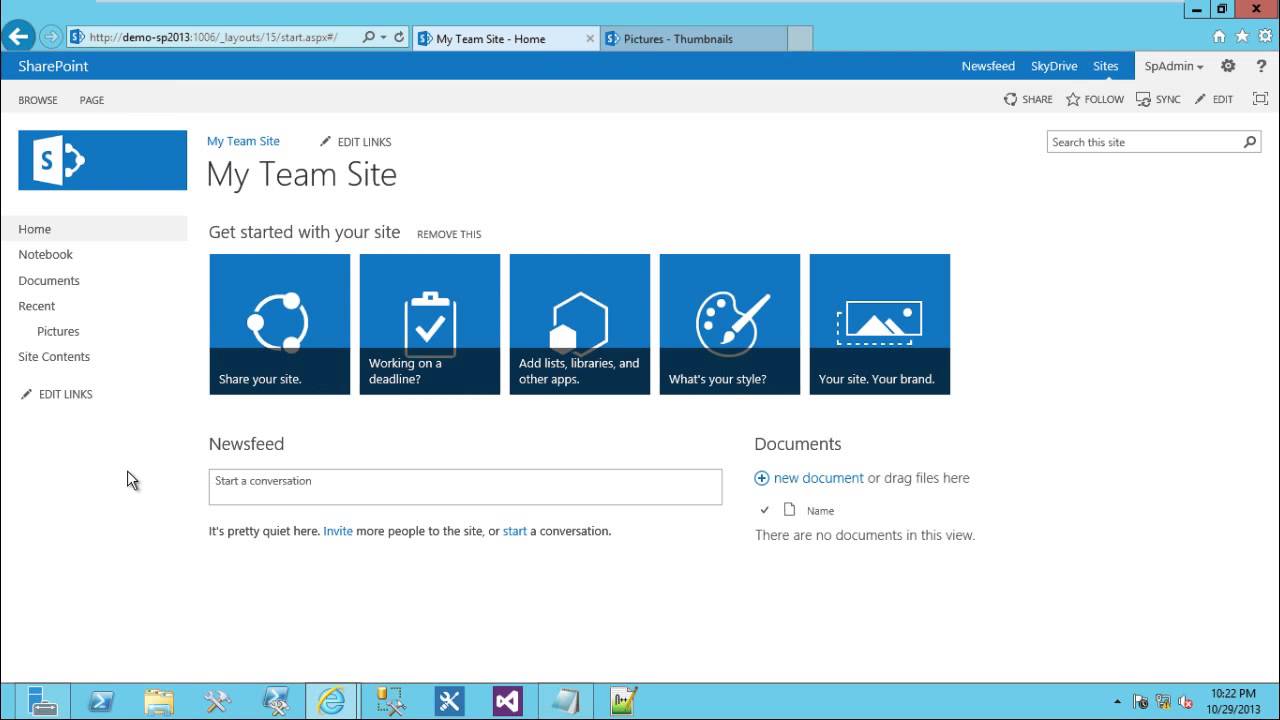 http://demo-sp2013:1006/_layouts/15/start.aspx#/
My Team Site - Home
Pictures - Thumbnails
SharePoint
Newsfeed
SkyDrive
Sites
SpAdmin
?
BROWSE
PAGE
SHARE
FOLLOW
SYNC
EDIT
S
My Team Site
EDIT LINKS
Search this site
My Team Site
Home
Notebook
Documents
Recent
Pictures
Site Contents
EDIT LINKS
Get started with your site
REMOVE THIS
Share your site.
Working on a
deadline?
Add lists, libraries, and
other apps.
What's your style?
Your site. Your brand.
Newsfeed
Start a conversation
It's pretty quiet here. Invite more people to the site, or start a conversation.
Documents
new document or drag files here
Name
There are no documents in this view.
10:22 PM
10/29/2013